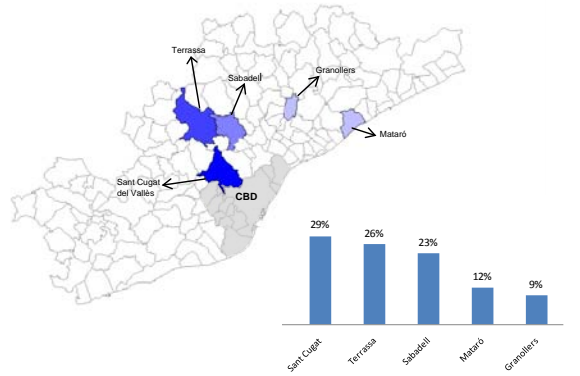 Terrassa
Sabadell
Granollers
Mataró
Sant Cugat
del Vallès
CBD
29%
26%
23%
12%
9%
Sant Cugat
Terrassa
Sabadell
Mataró
Granollers